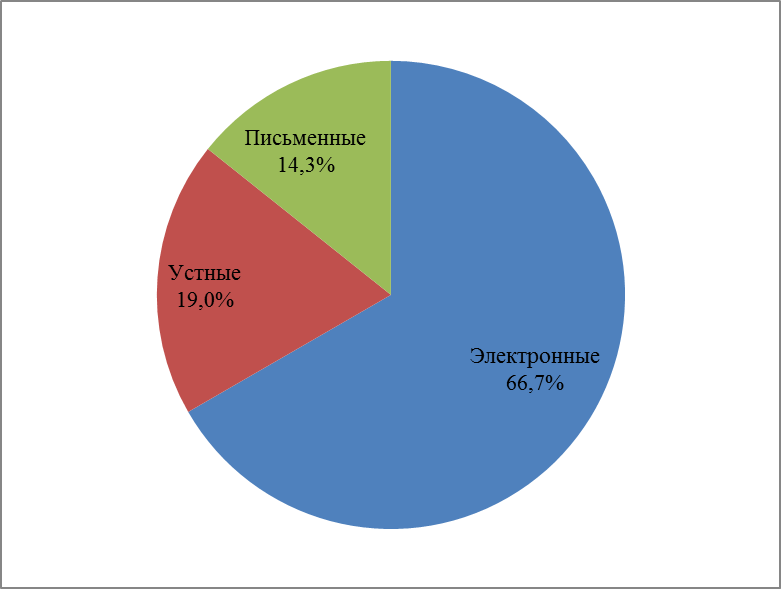 Письменные
14,3%
Устные
19,0%
Электронные
66,7%